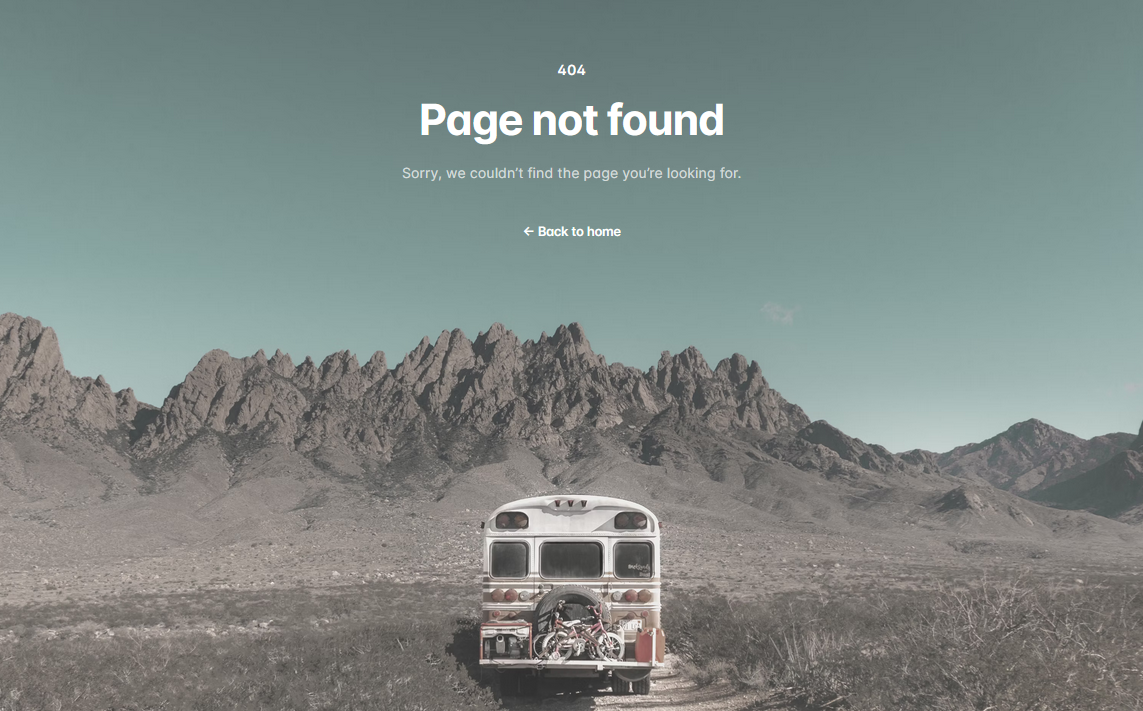 404
Page not found
Sorry, we couldn’t find the page you’re looking for.
← Back to home